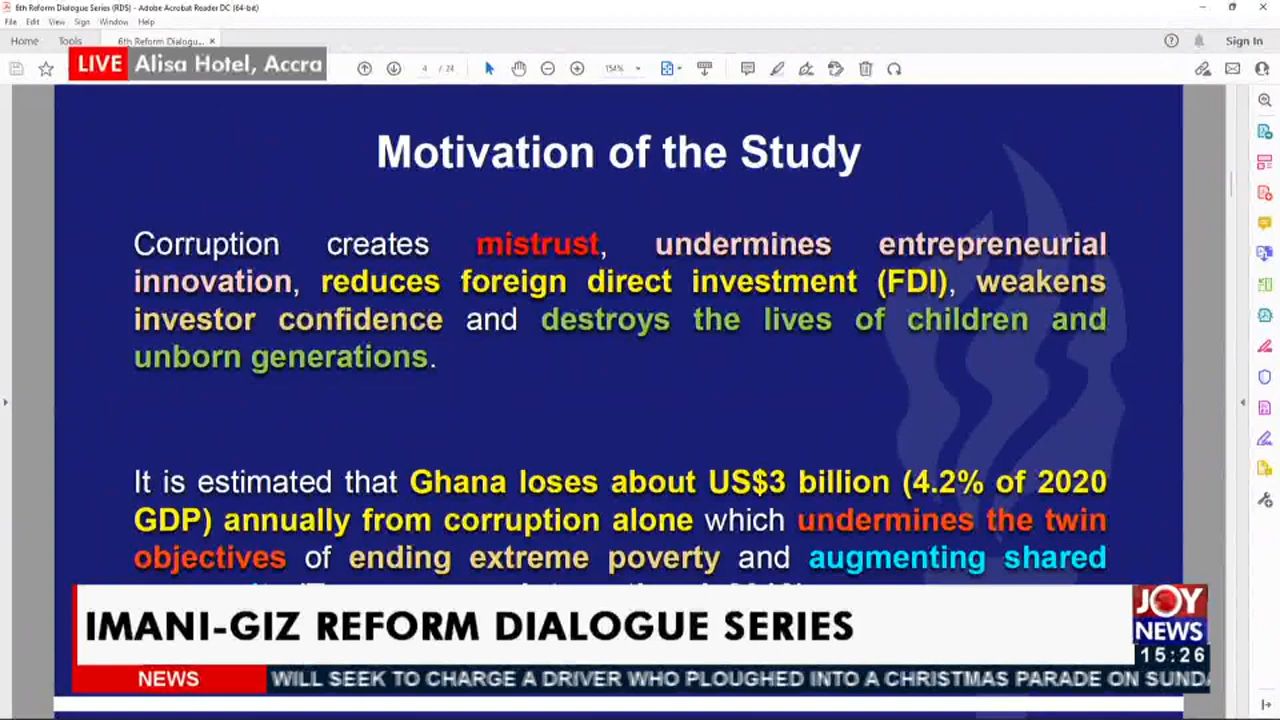 6th Reform Dialogue Series (RDS) - Adobe Acrobat Reader DC (64-bit)
File Edit View Sign Window Help
Home Tools 6th Reform Dialogu... × Sign In
LIVE Alisa Hotel, Accra
4 / 24 154%
Motivation of the Study
Corruption creates mistrust, undermines entrepreneurial
innovation, reduces foreign direct investment (FDI), weakens
investor confidence and destroys the lives of children and
unborn generations.
It is estimated that Ghana loses about US$3 billion (4.2% of 2020
GDP) annually from corruption alone which undermines the twin
objectives of ending extreme poverty and augmenting shared
IMANI-GIZ REFORM DIALOGUE SERIES
JOY
NEWS
15:26
NEWS WILL SEEK TO CHARGE A DRIVER WHO PLOUGHED INTO A CHRISTMAS PARADE ON SUNDA